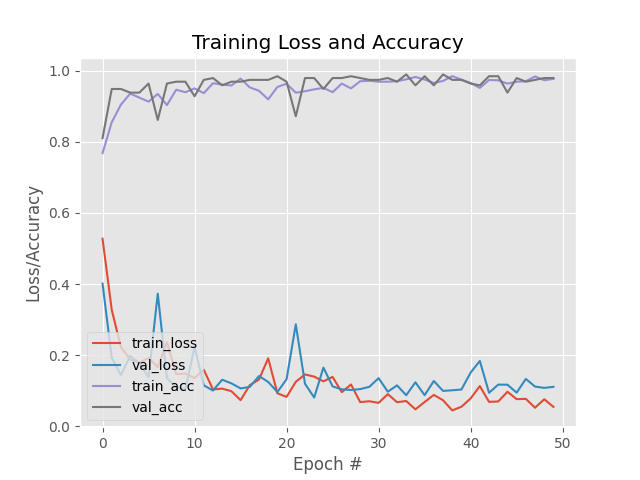 Training Loss and Accuracy
1.0
0.8
0.6
0.4
0.2
0.0
Loss/Accuracy
train_loss
val_loss
train_acc
val_acc
0 10 20 30 40 50
Epoch #